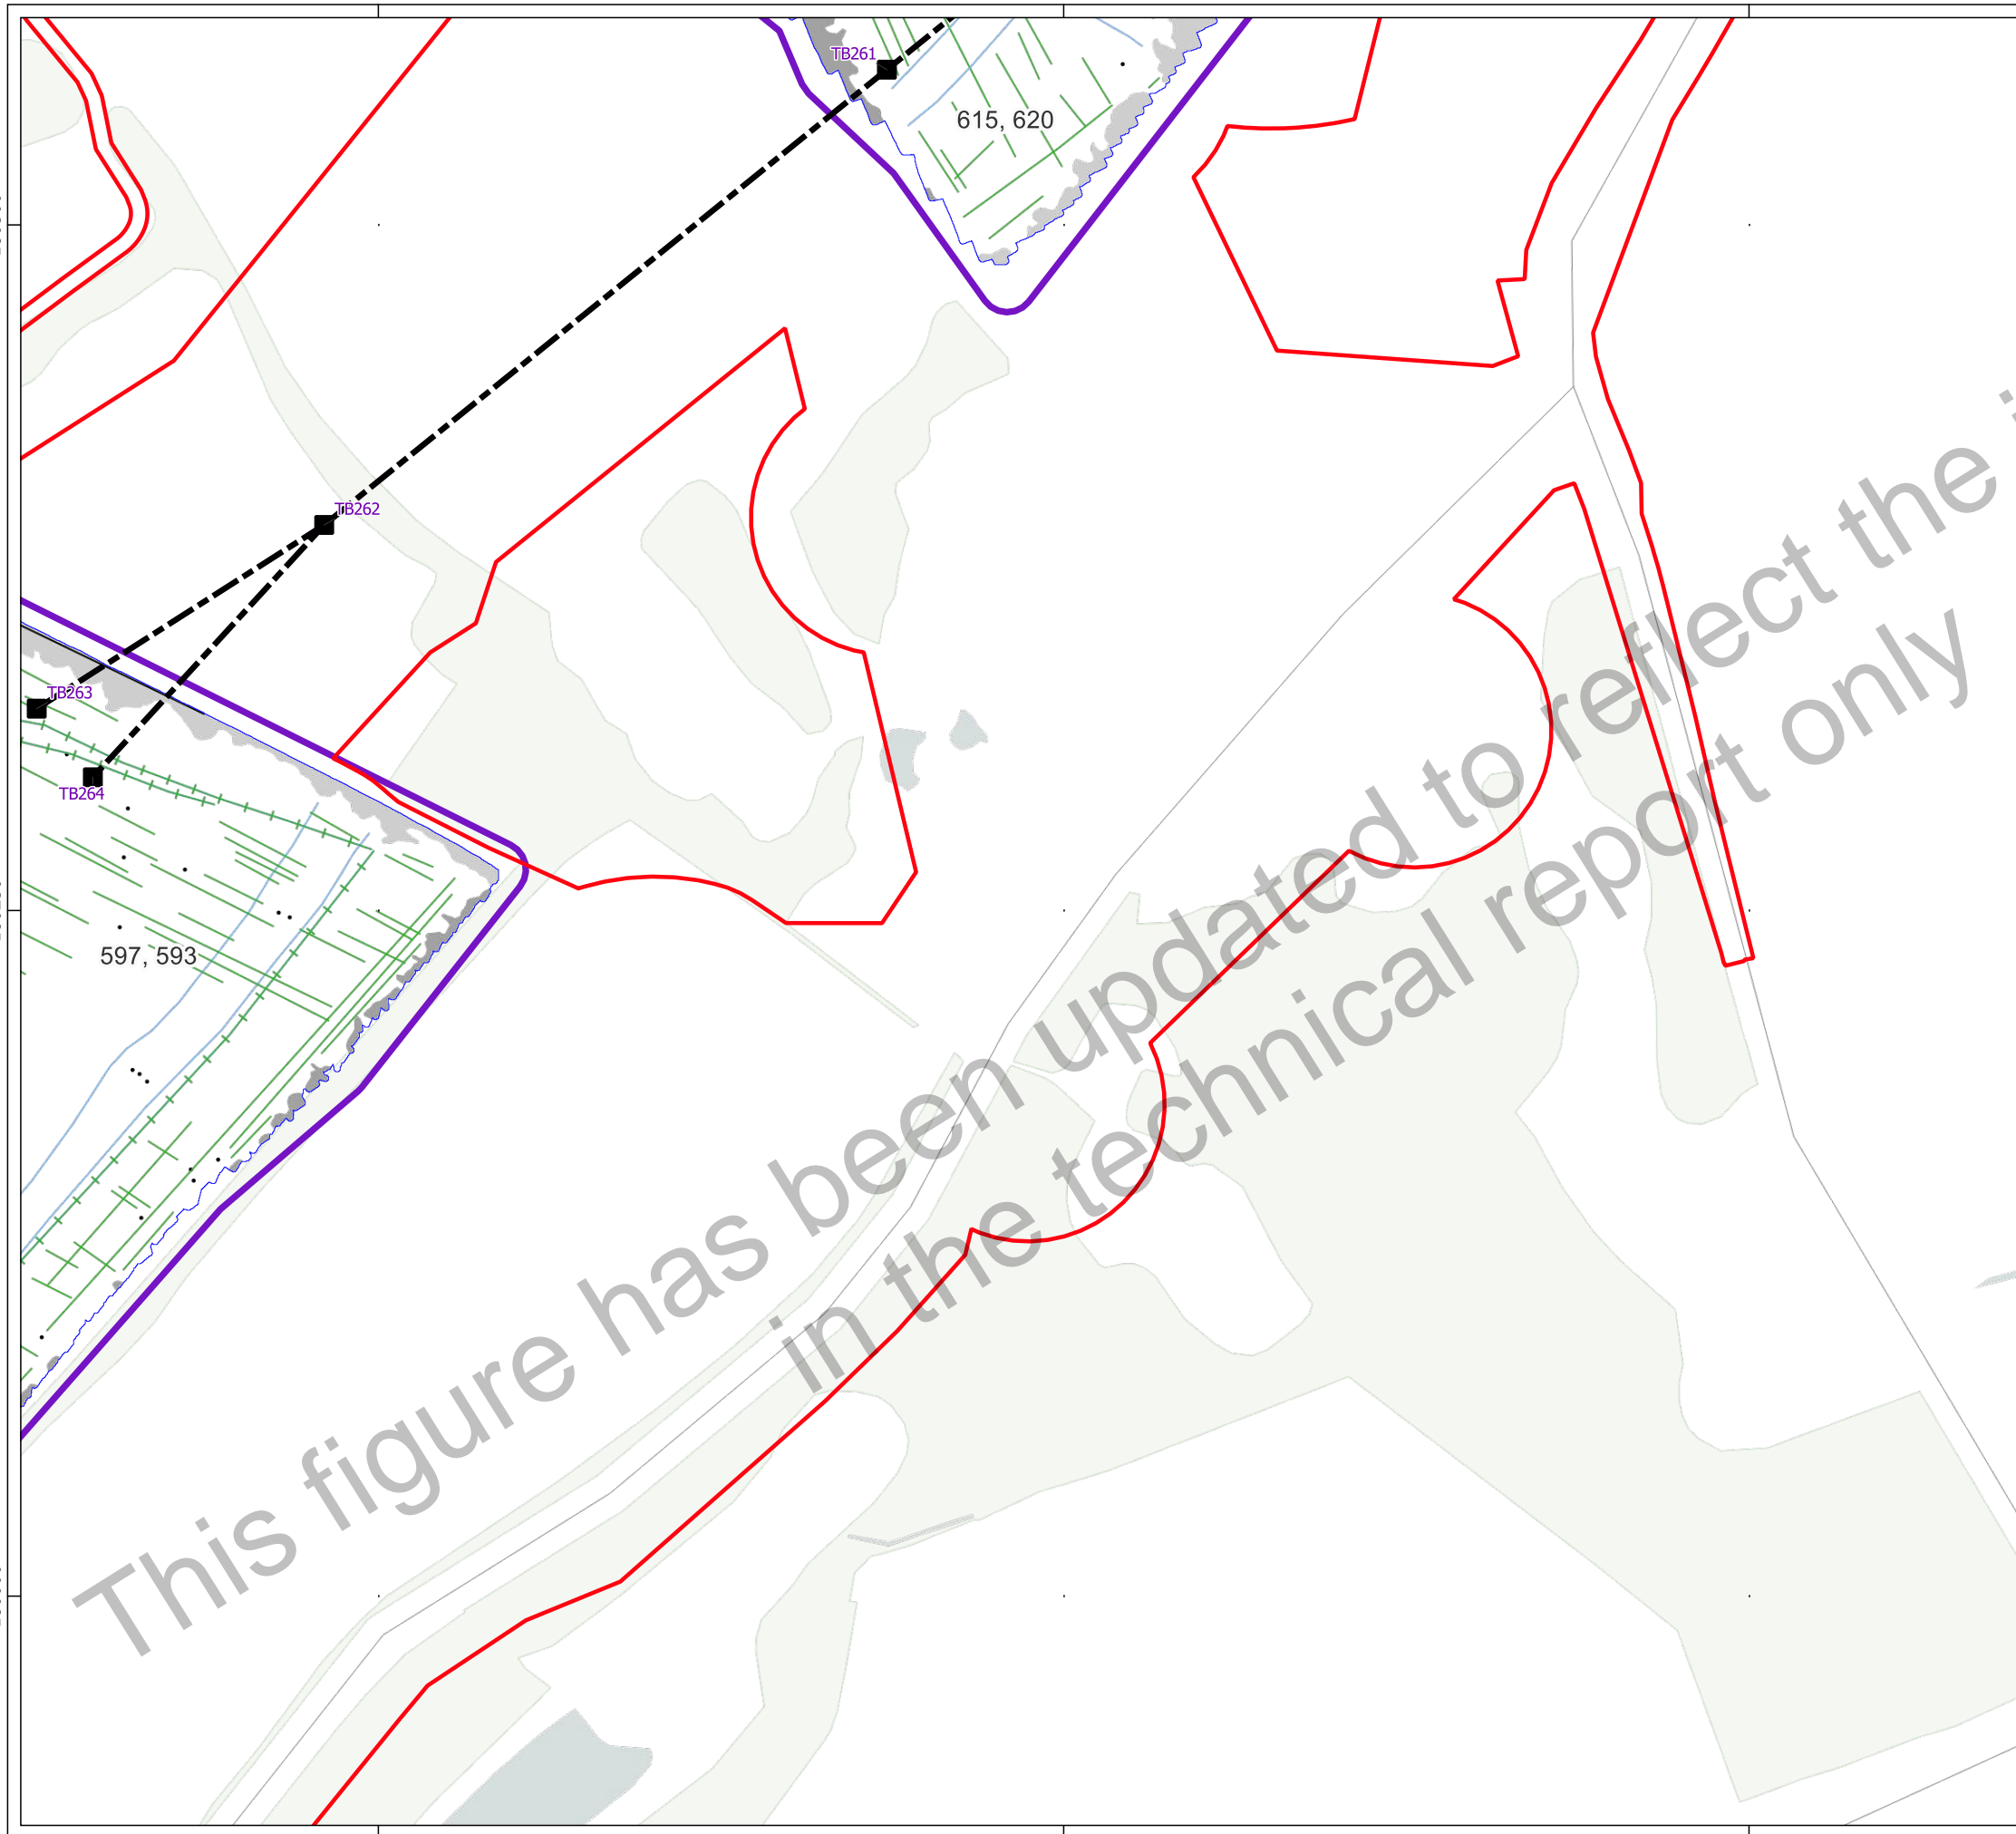 TB261
615, 620
TB262
TB263
TB264
597, 593
This figure has been updated to reflect the
in the technical report only